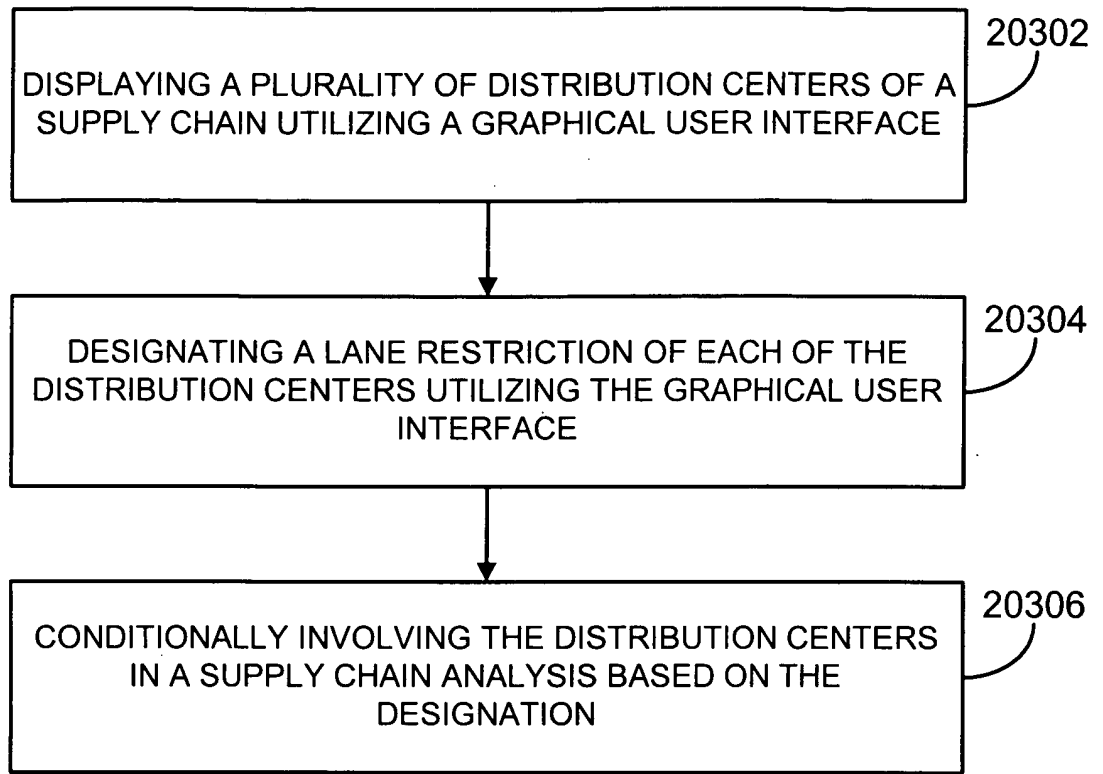 20302
DISPLAYING A PLURALITY OF DISTRIBUTION CENTERS OF A
SUPPLY CHAIN UTILIZING A GRAPHICAL USER INTERFACE
20304
DESIGNATING A LANE RESTRICTION OF EACH OF THE
DISTRIBUTION CENTERS UTILIZING THE GRAPHICAL USER
INTERFACE
20306
CONDITIONALLY INVOLVING THE DISTRIBUTION CENTERS
IN A SUPPLY CHAIN ANALYSIS BASED ON THE
DESIGNATION